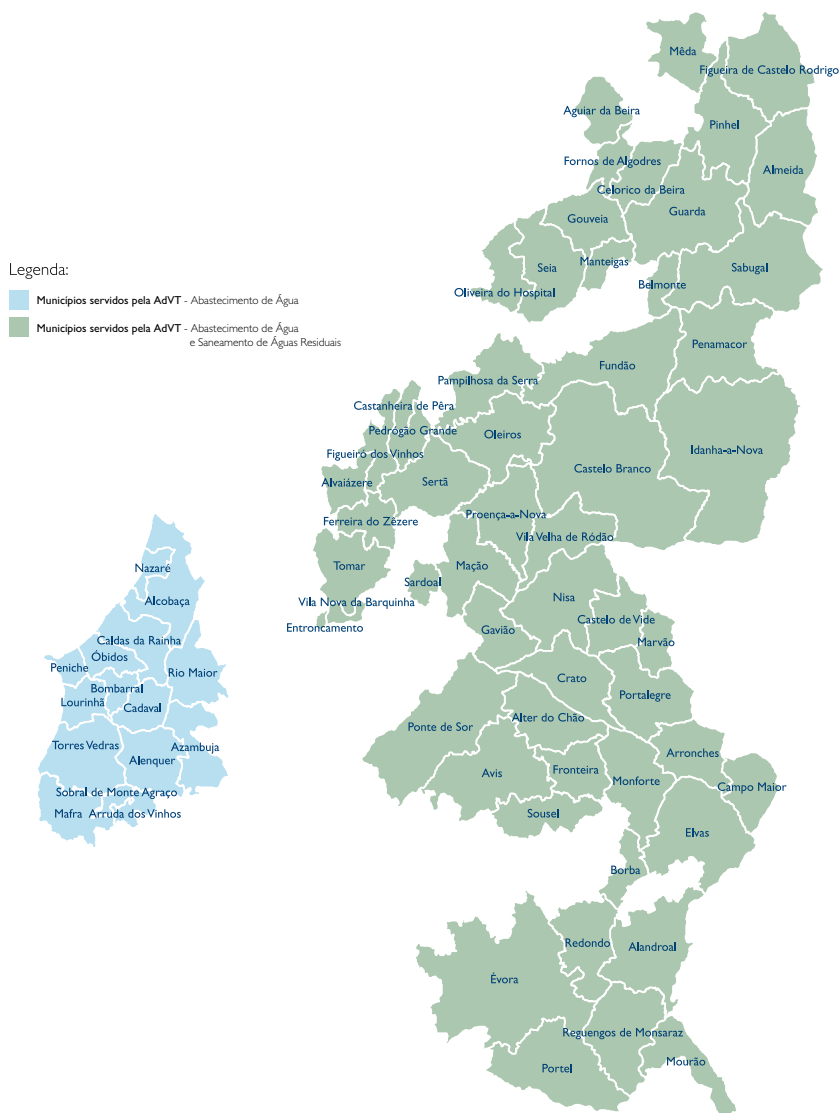 Mêda
Figueira de Castelo Rodrigo
Aguiar da Beira
Pinhel
Fornos de Algodres
Almeida
Celorico da Beira
Guarda
Gouveia
Manteigas
Seia
Sabugal
Belmonte
Oliveira do Hospital
Legenda:
Municípios servidos pela AdVT - Abastecimento de Água
Municípios servidos pela AdVT - Abastecimento de Água
e Saneamento de Águas Residuais
Penamacor
Fundão
Pampilhosa da Serra
Castanheira de Pêra
Pedrógão Grande
Oleiros
Idanha-a-Nova
Figueiró dos Vinhos
Castelo Branco
Alvaiázere
Sertã
Proença-a-Nova
Ferreira do Zêzere
Vila Velha de Ródão
Tomar
Mação
Sardoal
Nisa
Vila Nova da Barquinha
Castelo de Vide
Entroncamento
Gavião
Marvão
Nazaré
Alcobaça
Caldas da Rainha
Óbidos
Peniche
Rio Maior
Bombarral
Lourinhã
Cadaval
Torres Vedras
Azambuja
Alenquer
Sobral de Monte Agraço
Mafra
Arruda dos Vinhos
Crato
Portalegre
Alter do Chão
Ponte de Sor
Arronches
Avis
Fronteira
Monforte
Campo Maior
Sousel
Elvas
Borba
Redondo
Alandroal
Évora
Reguengos de Monsaraz
Portel
Mourão